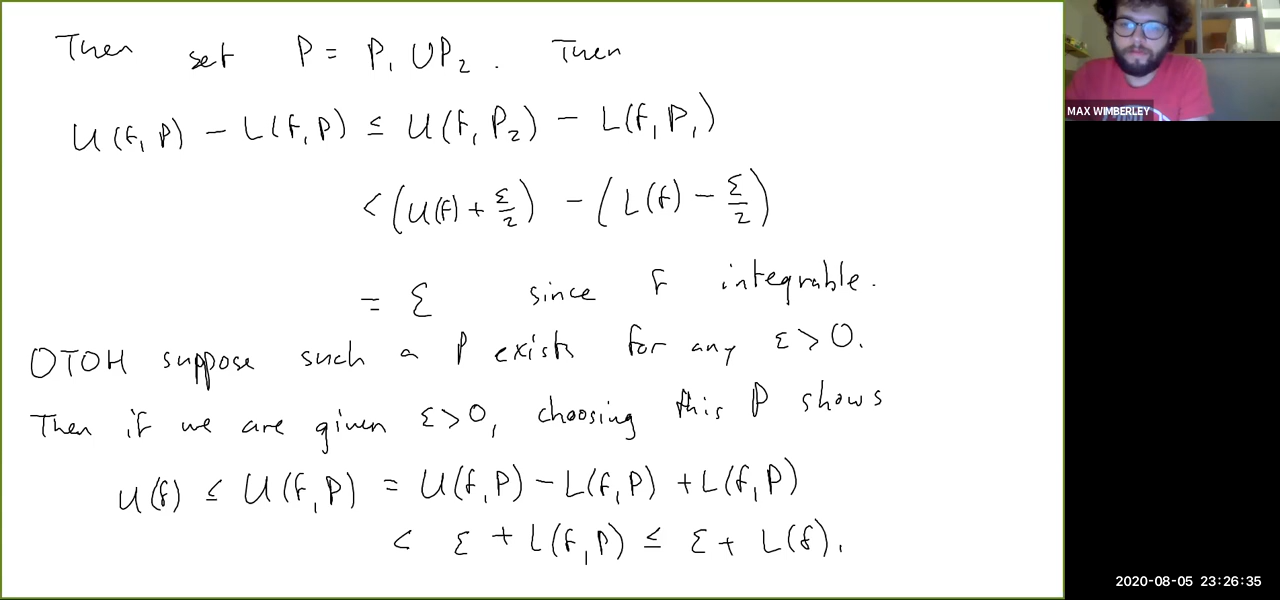 Then set P = P₁ ∪ P₂. Then
U(f,P) - L(f,P) ≤ U(f,P₂) - L(f,P₁)
< (U(f) + ε/2) - (L(f) - ε/2)
= ε since f integrable.
OTOH suppose such a P exists for any ε > 0.
Then if we are given ε > 0, choosing this P shows
U(f) ≤ U(f,P) = U(f,P) - L(f,P) + L(f,P)
< ε + L(f,P) ≤ ε + L(f).
MAX WIMBERLEY
2020-08-05 23:26:35